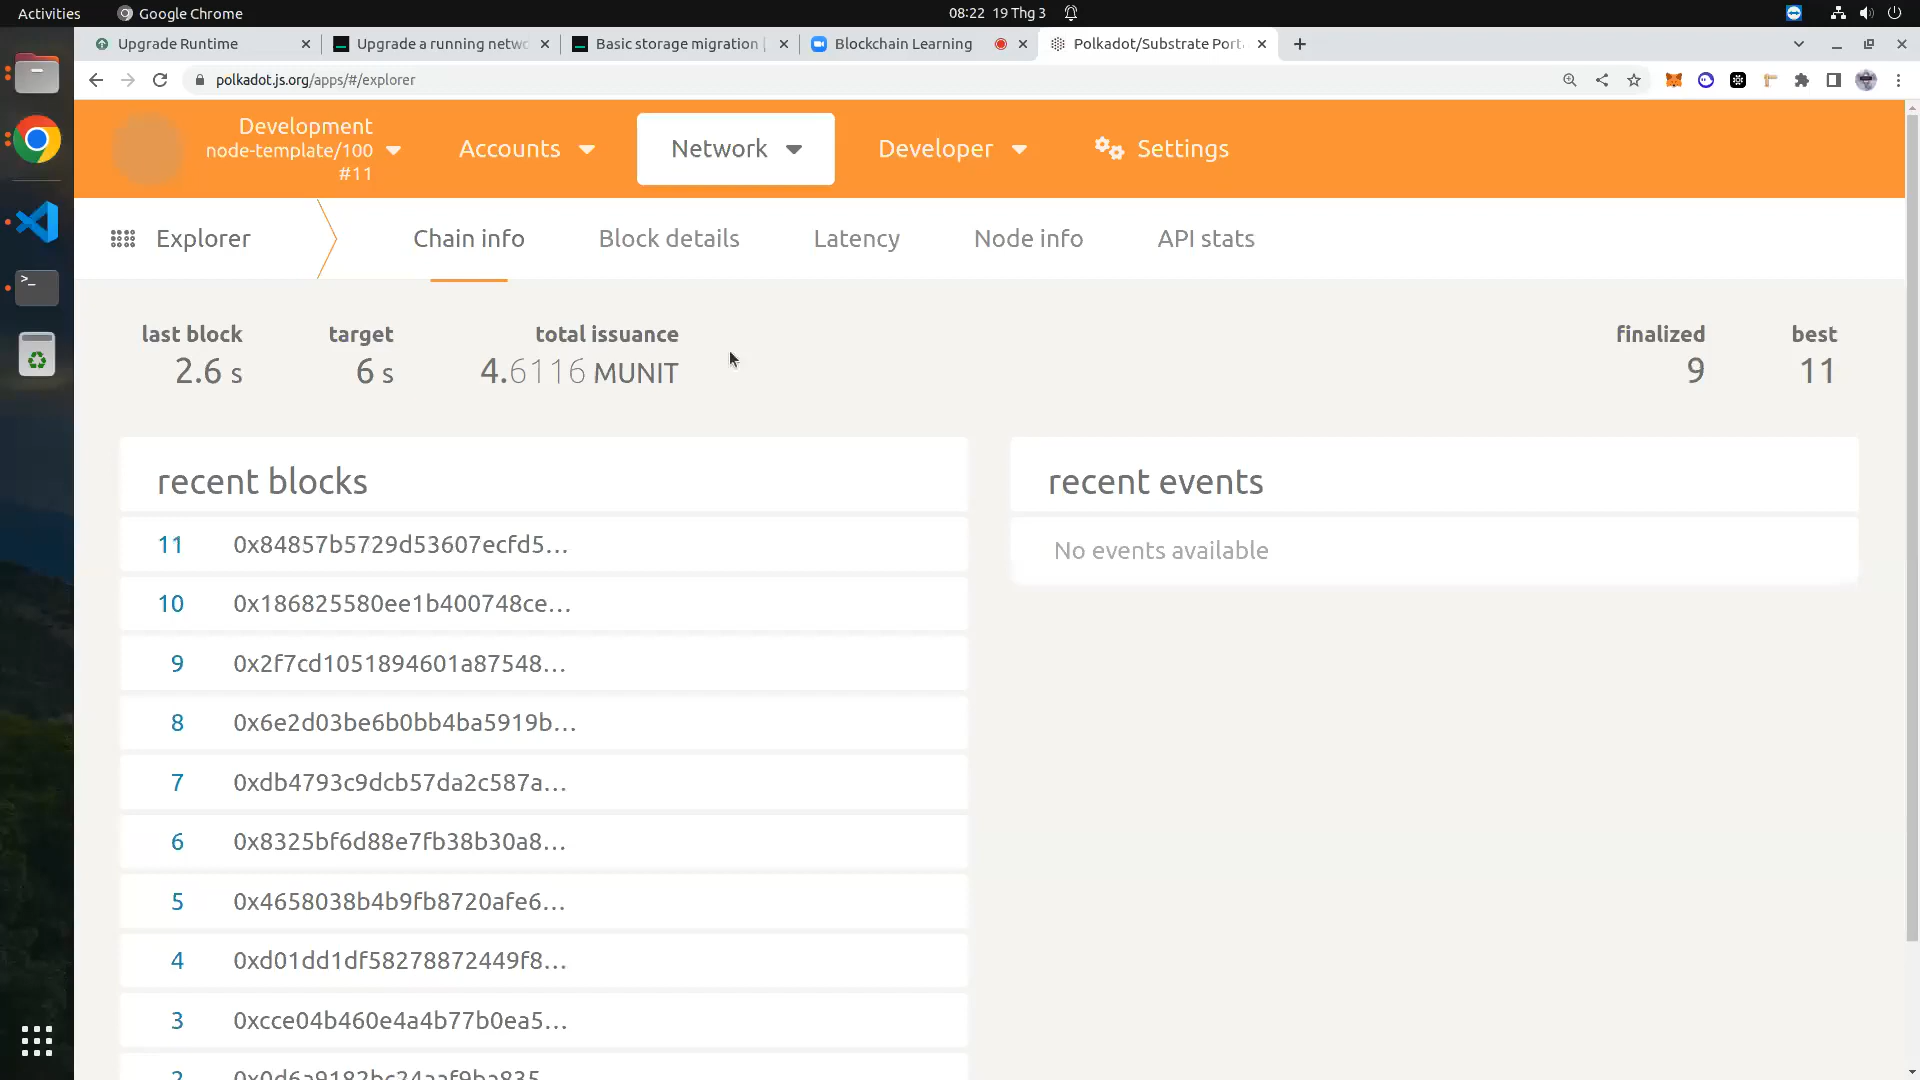 Activities
Google Chrome
08:22 19 Thg 3
Upgrade Runtime
Upgrade a running netwo
Basic storage migration |
Blockchain Learning
Polkadot/Substrate Port
polkadot.js.org/apps/#/explorer
Development
node-template/100
#11
Accounts
Network
Developer
Settings
Explorer
Chain info
Block details
Latency
Node info
API stats
last block
2.6 s
target
6 s
total issuance
4.6116 MUNIT
finalized
9
best
11
recent blocks
11 0x84857b5729d53607ecfd5...
10 0x186825580ee1b400748ce...
9 0x2f7cd1051894601a87548...
8 0x6e2d03be6b0bb4ba5919b...
7 0xdb4793c9dcb57da2c587a...
6 0x8325bf6d88e7fb38b30a8...
5 0x4658038b4b9fb8720afe6...
4 0xd01dd1df58278872449f8...
3 0xcce04b460e4a4b77b0ea5...
recent events
No events available